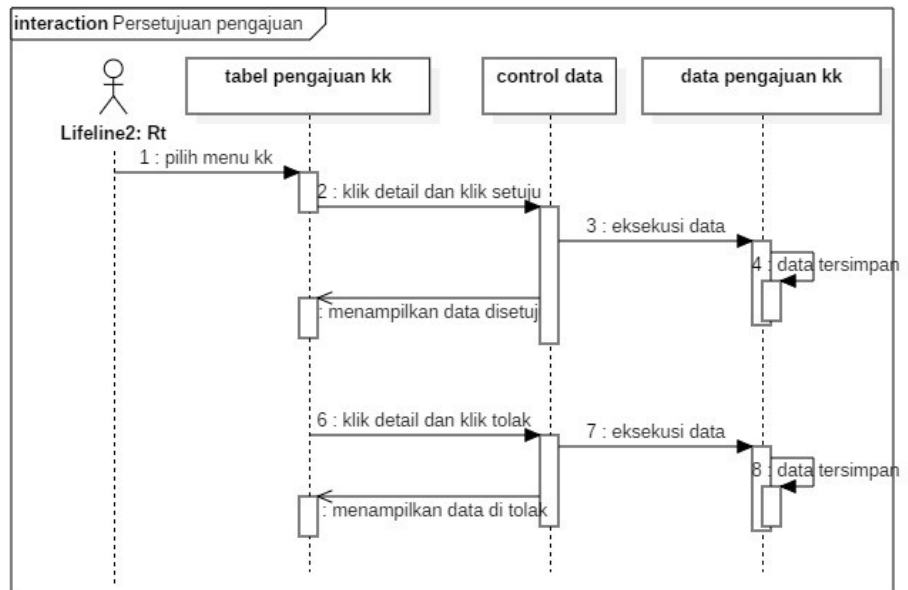 interaction Persetujuan pengajuan
tabel pengajuan kk
control data
data pengajuan kk
Lifeline2: Rt
1 : pilih menu kk
2 : klik detail dan klik setuju
3 : eksekusi data
4 : data tersimpan
: menampilkan data disetuj
6 : klik detail dan klik tolak
7 : eksekusi data
8 : data tersimpan
: menampilkan data di tolak